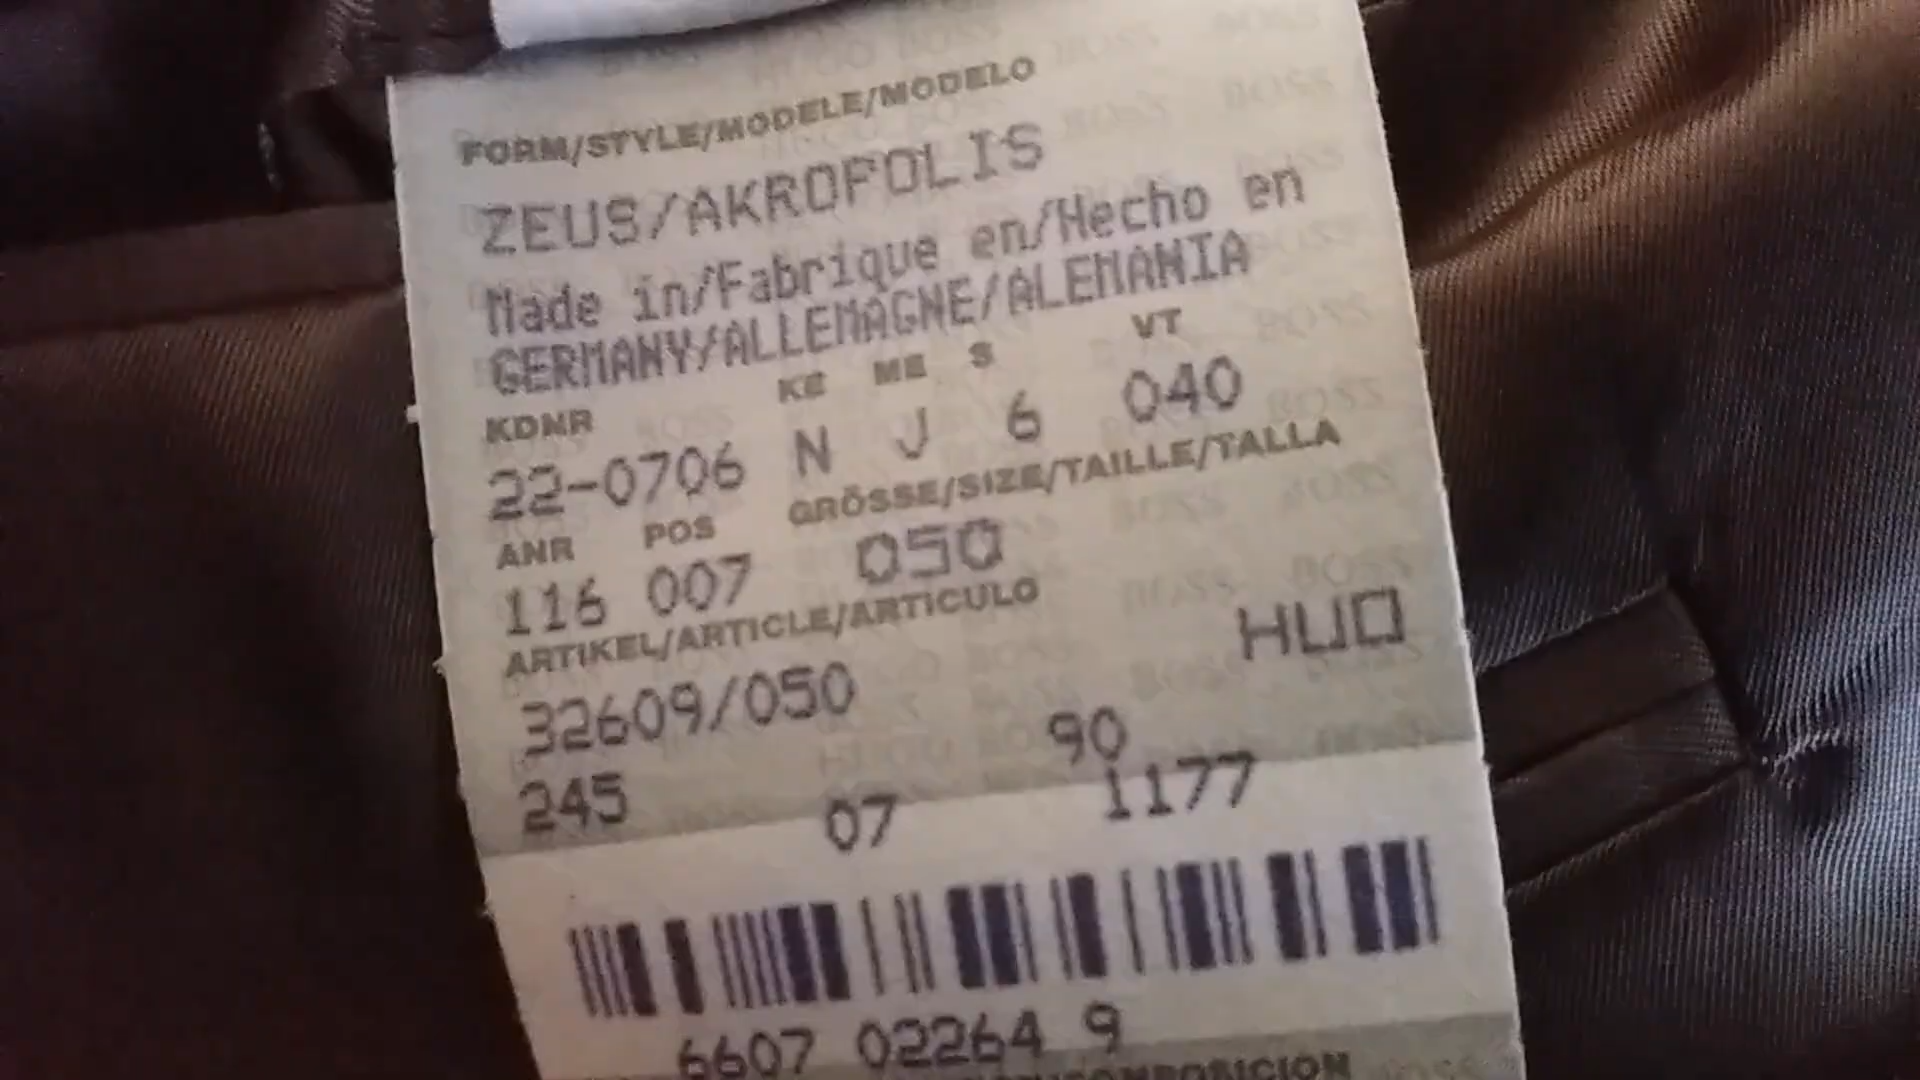 FORM/STYLE/MODELE/MODELO
ZEUS/AKROPOLIS
Made in/Fabrique en/Hecho en
GERMANY/ALLEMAGNE/ALEMANIA
KDNR KE ME S VT
22-0706 N J 6 040
ANR POS GRÖSSE/SIZE/TAILLE/TALLA
116 007 050
ARTIKEL/ARTICLE/ARTICULO
HUO
32609/050
90
245 07 1177
6607 02264 9